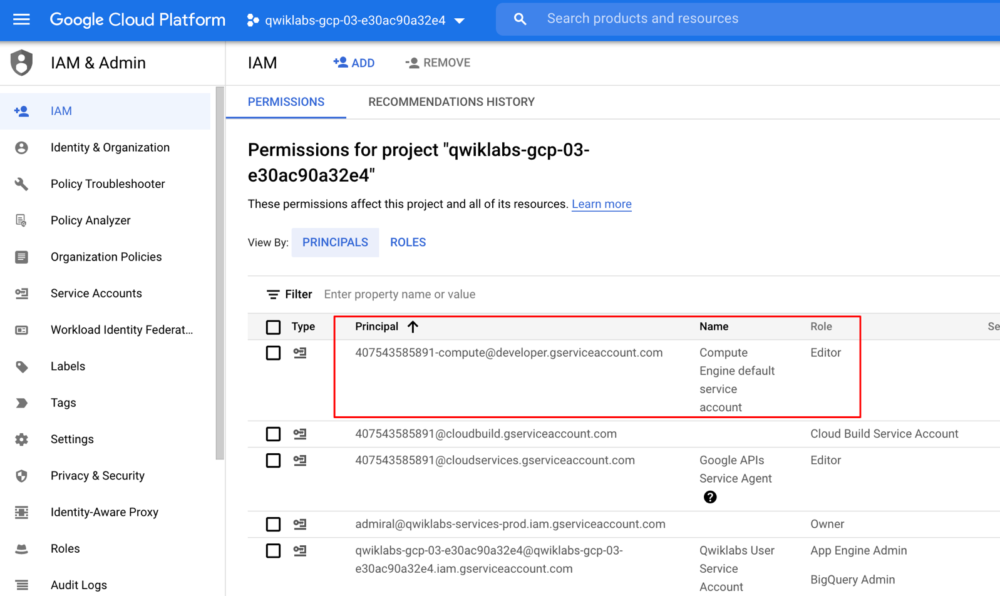 Google Cloud Platform
qwiklabs-gcp-03-e30ac90a32e4
Search products and resources
IAM & Admin
IAM
ADD
REMOVE
IAM
Identity & Organization
Policy Troubleshooter
Policy Analyzer
Organization Policies
Service Accounts
Workload Identity Federat...
Labels
Tags
Settings
Privacy & Security
Identity-Aware Proxy
Roles
Audit Logs
PERMISSIONS
RECOMMENDATIONS HISTORY
Permissions for project "qwiklabs-gcp-03-
e30ac90a32e4"
These permissions affect this project and all of its resources. Learn more
View By: PRINCIPALS ROLES
Filter Enter property name or value
Type Principal Name Role Se
407543585891-compute@developer.gserviceaccount.com Compute Editor
Engine default
service
account
407543585891@cloudbuild.gserviceaccount.com Cloud Build Service Account
407543585891@cloudservices.gserviceaccount.com Google APIs Editor
Service Agent
?
admiral@qwiklabs-services-prod.iam.gserviceaccount.com Owner
qwiklabs-gcp-03-e30ac90a32e4@qwiklabs-gcp-03- Qwiklabs User App Engine Admin
e30ac90a32e4.iam.gserviceaccount.com Service
BigQuery Admin
Account